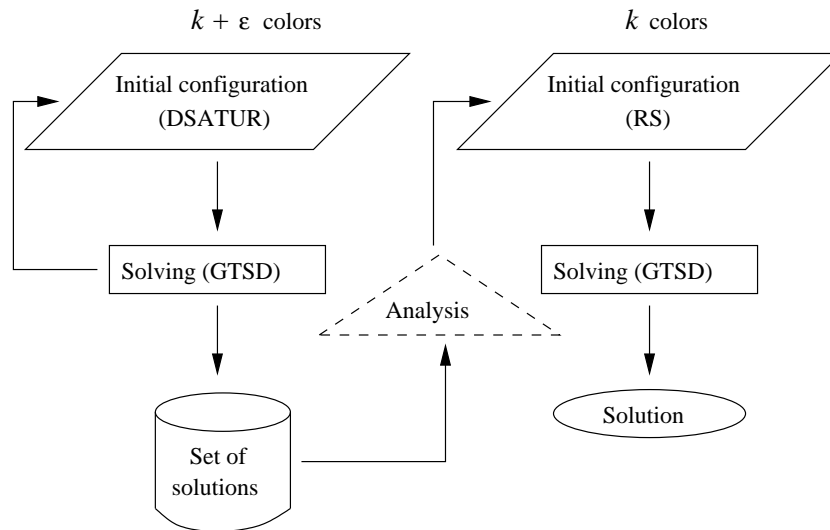 k + ε colors
Initial configuration
(DSATUR)
Solving (GTSD)
Set of
solutions
Analysis
k colors
Initial configuration
(RS)
Solving (GTSD)
Solution